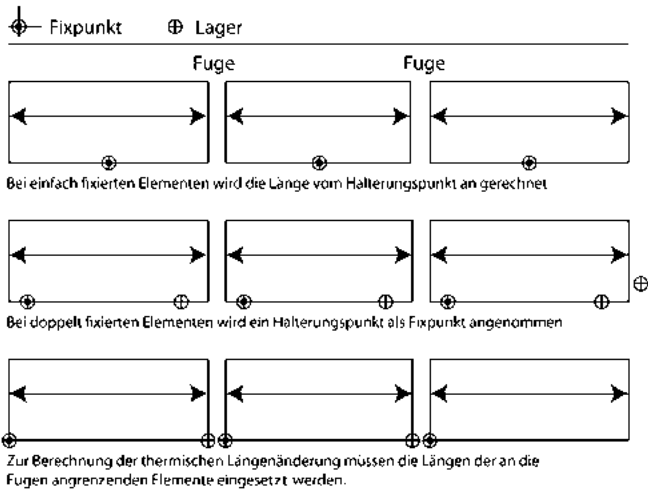 Fixpunkt Lager
Fuge Fuge
Bei einfach fixierten Elementen wird die Länge vom Halterungspunkt an gerechnet
Bei doppelt fixierten Elementen wird ein Halterungspunkt als Fixpunkt angenommen
Zur Berechnung der thermischen Längenänderung müssen die Längen der an die
Fugen angrenzenden Elemente eingesetzt werden.